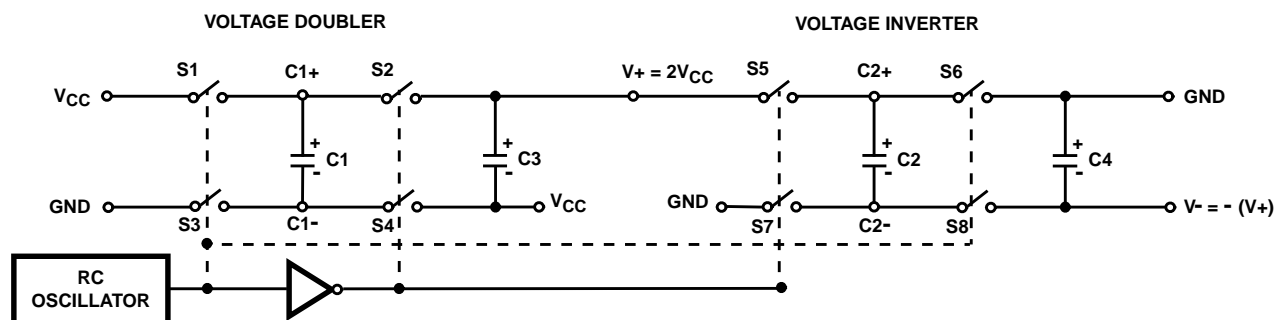 VOLTAGE DOUBLER
VOLTAGE INVERTER
S1 C1+ S2 V+ = 2VCC S5 C2+ S6
VCC GND
+ C1 - + C3 - + C2 - + C4 -
GND S3 C1- S4 VCC GND S7 C2- S8 V- = - (V+)
RC
OSCILLATOR